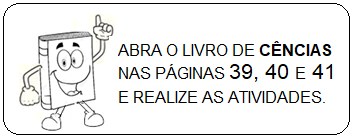 ABRA O LIVRO DE CÊNCIAS
NAS PÁGINAS 39, 40 E 41
E REALIZE AS ATIVIDADES.